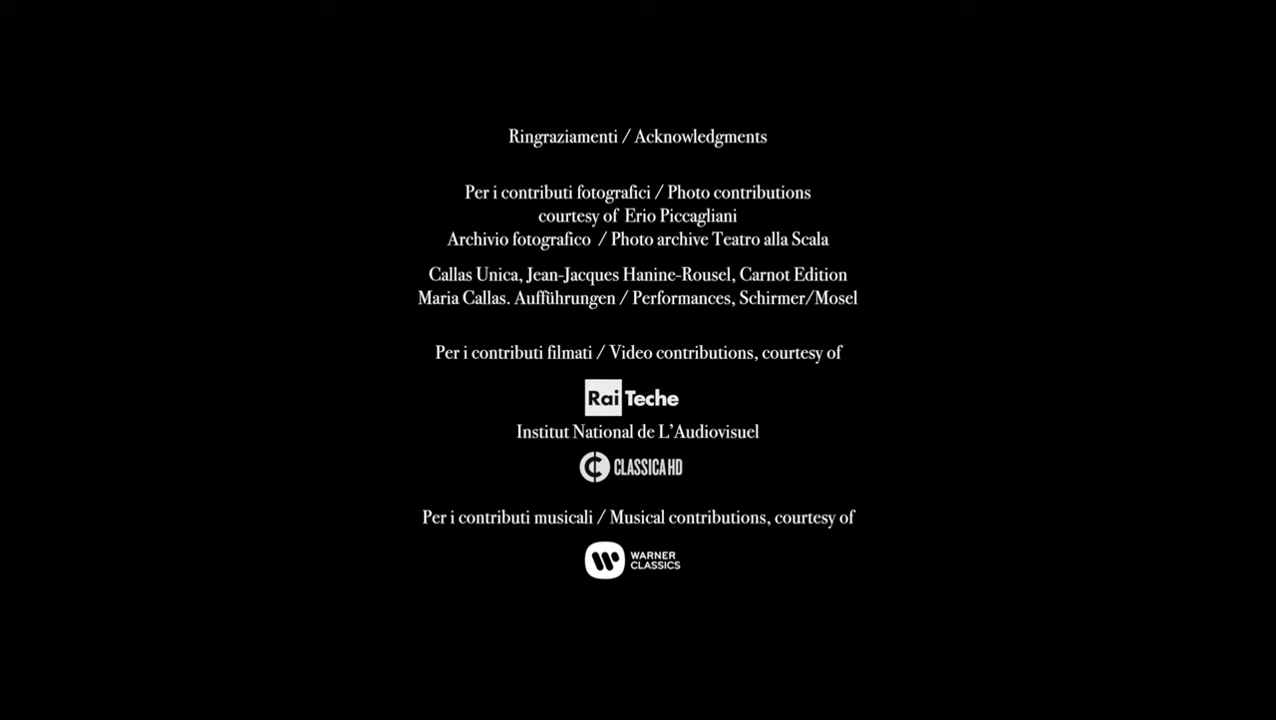 Ringraziamenti / Acknowledgments
Per i contributi fotografici / Photo contributions
courtesy of Erio Piccagliani
Archivio fotografico / Photo archive Teatro alla Scala
Callas Unica, Jean-Jacques Hanine-Rousel, Carnot Edition
Maria Callas. Aufführungen / Performances, Schirmer/Mosel
Per i contributi filmati / Video contributions, courtesy of
Rai Teche
Institut National de L'Audiovisuel
CLASSICA HD
Per i contributi musicali / Musical contributions, courtesy of
WARNER
CLASSICS